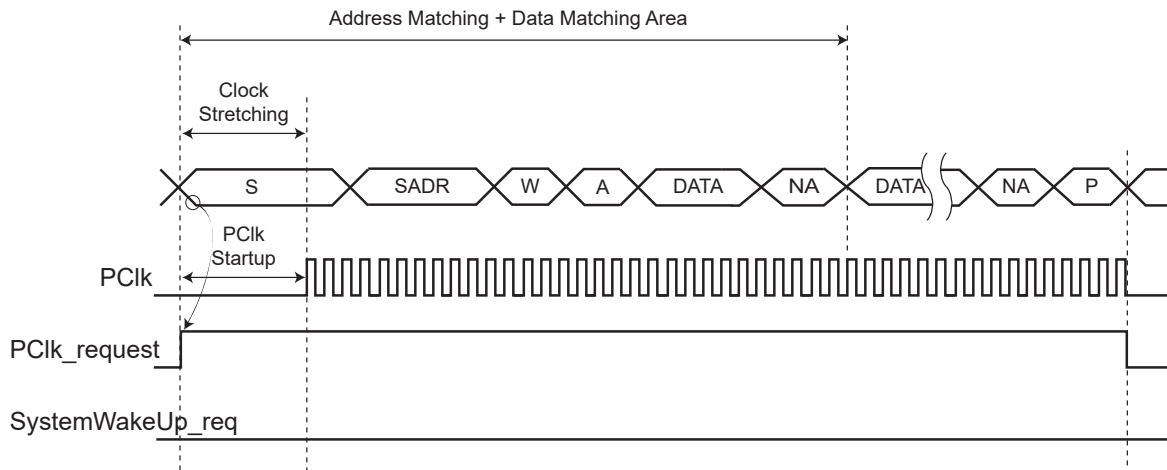 Address Matching + Data Matching Area
Clock
Stretching
S SADR W A DATA NA DATA NA P
PClk
Startup
PClk
PClk_request
SystemWakeUp_req